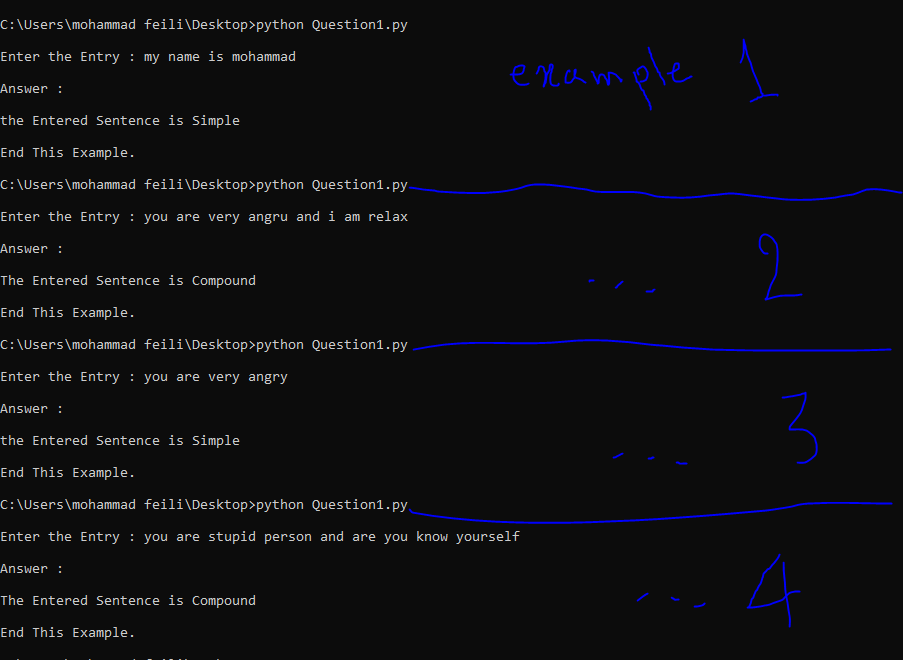 C:\Users\mohammad feili\Desktop>python Question1.py
Enter the Entry : my name is mohammad
example 1
Answer :
the Entered Sentence is Simple
End This Example.
C:\Users\mohammad feili\Desktop>python Question1.py
Enter the Entry : you are very angru and i am relax
Answer :
The Entered Sentence is Compound
... 2
End This Example.
C:\Users\mohammad feili\Desktop>python Question1.py
Enter the Entry : you are very angry
Answer :
the Entered Sentence is Simple
... 3
End This Example.
C:\Users\mohammad feili\Desktop>python Question1.py
Enter the Entry : you are stupid person and are you know yourself
Answer :
The Entered Sentence is Compound
... 4
End This Example.